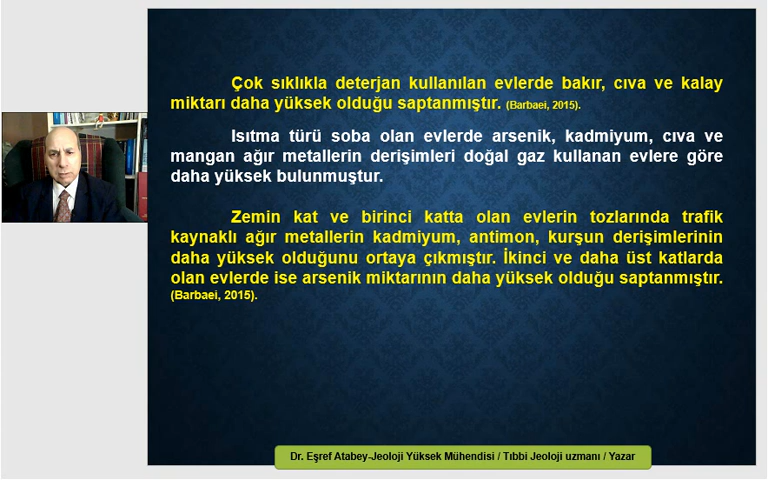 Çok sıklıkla deterjan kullanılan evlerde bakır, cıva ve kalay
miktarı daha yüksek olduğu saptanmıştır. (Barbaei, 2015).
Isıtma türü soba olan evlerde arsenik, kadmiyum, cıva ve
mangan ağır metallerin derişimleri doğal gaz kullanan evlere göre
daha yüksek bulunmuştur.
Zemin kat ve birinci katta olan evlerin tozlarında trafik
kaynaklı ağır metallerin kadmiyum, antimon, kurşun derişimlerinin
daha yüksek olduğunu ortaya çıkmıştır. İkinci ve daha üst katlarda
olan evlerde ise arsenik miktarının daha yüksek olduğu saptanmıştır.
(Barbaei, 2015).
Dr. Eşref Atabey-Jeoloji Yüksek Mühendisi / Tıbbi Jeoloji uzmanı / Yazar